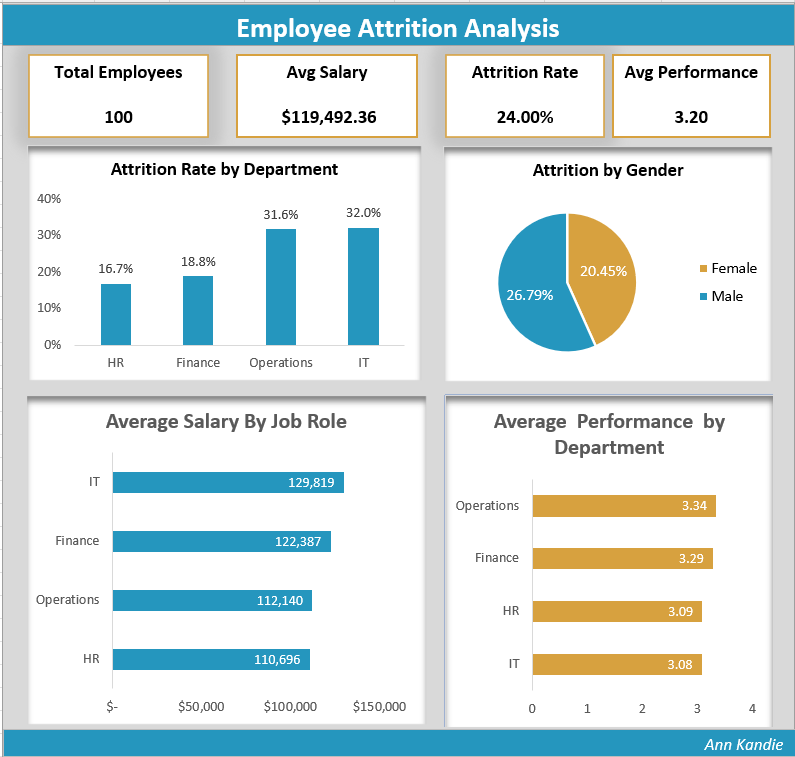 Employee Attrition Analysis
Total Employees
100
Avg Salary
$119,492.36
Attrition Rate
24.00%
Avg Performance
3.20
Attrition Rate by Department
40%
30%
20%
10%
0%
16.7%
18.8%
31.6%
32.0%
HR
Finance
Operations
IT
Attrition by Gender
20.45%
26.79%
Female
Male
Average Salary By Job Role
IT
129,819
Finance
122,387
Operations
112,140
HR
110,696
$-
$50,000
$100,000
$150,000
Average Performance by
Department
Operations
3.34
Finance
3.29
HR
3.09
IT
3.08
0
1
2
3
4
Ann Kandie